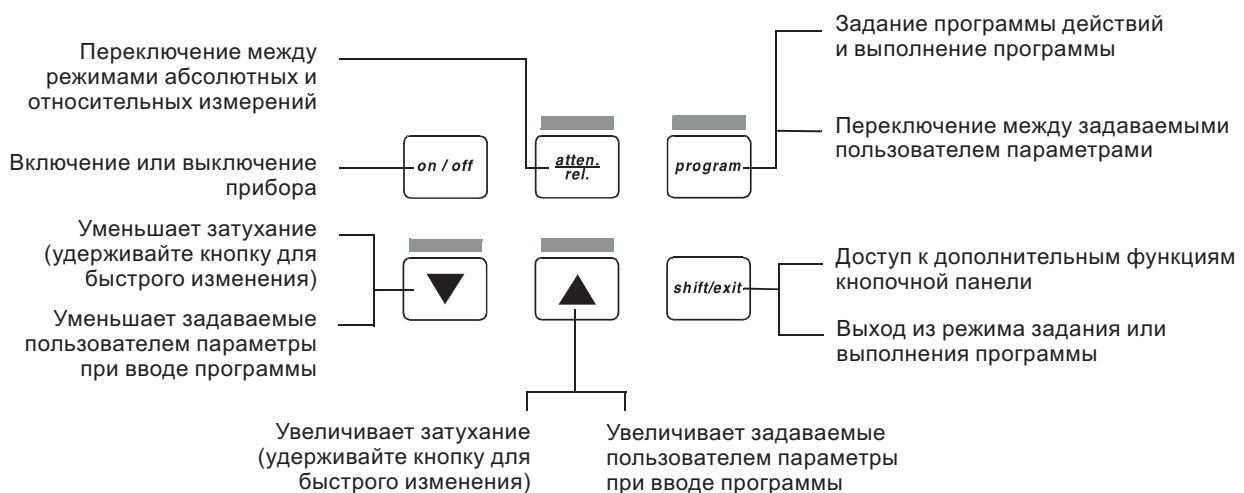 Переключение между
режимами абсолютных и
относительных измерений
Задание программы действий
и выполнение программы
Включение или выключение
прибора
on / off
atten.
rel.
program
Переключение между задаваемыми
пользователем параметрами
Уменьшает затухание
(удерживайте кнопку для
быстрого изменения)
Уменьшает задаваемые
пользователем параметры
при вводе программы
shift/exit
Доступ к дополнительным функциям
кнопочной панели
Выход из режима задания или
выполнения программы
Увеличивает затухание
(удерживайте кнопку для
быстрого изменения)
Увеличивает задаваемые
пользователем параметры
при вводе программы